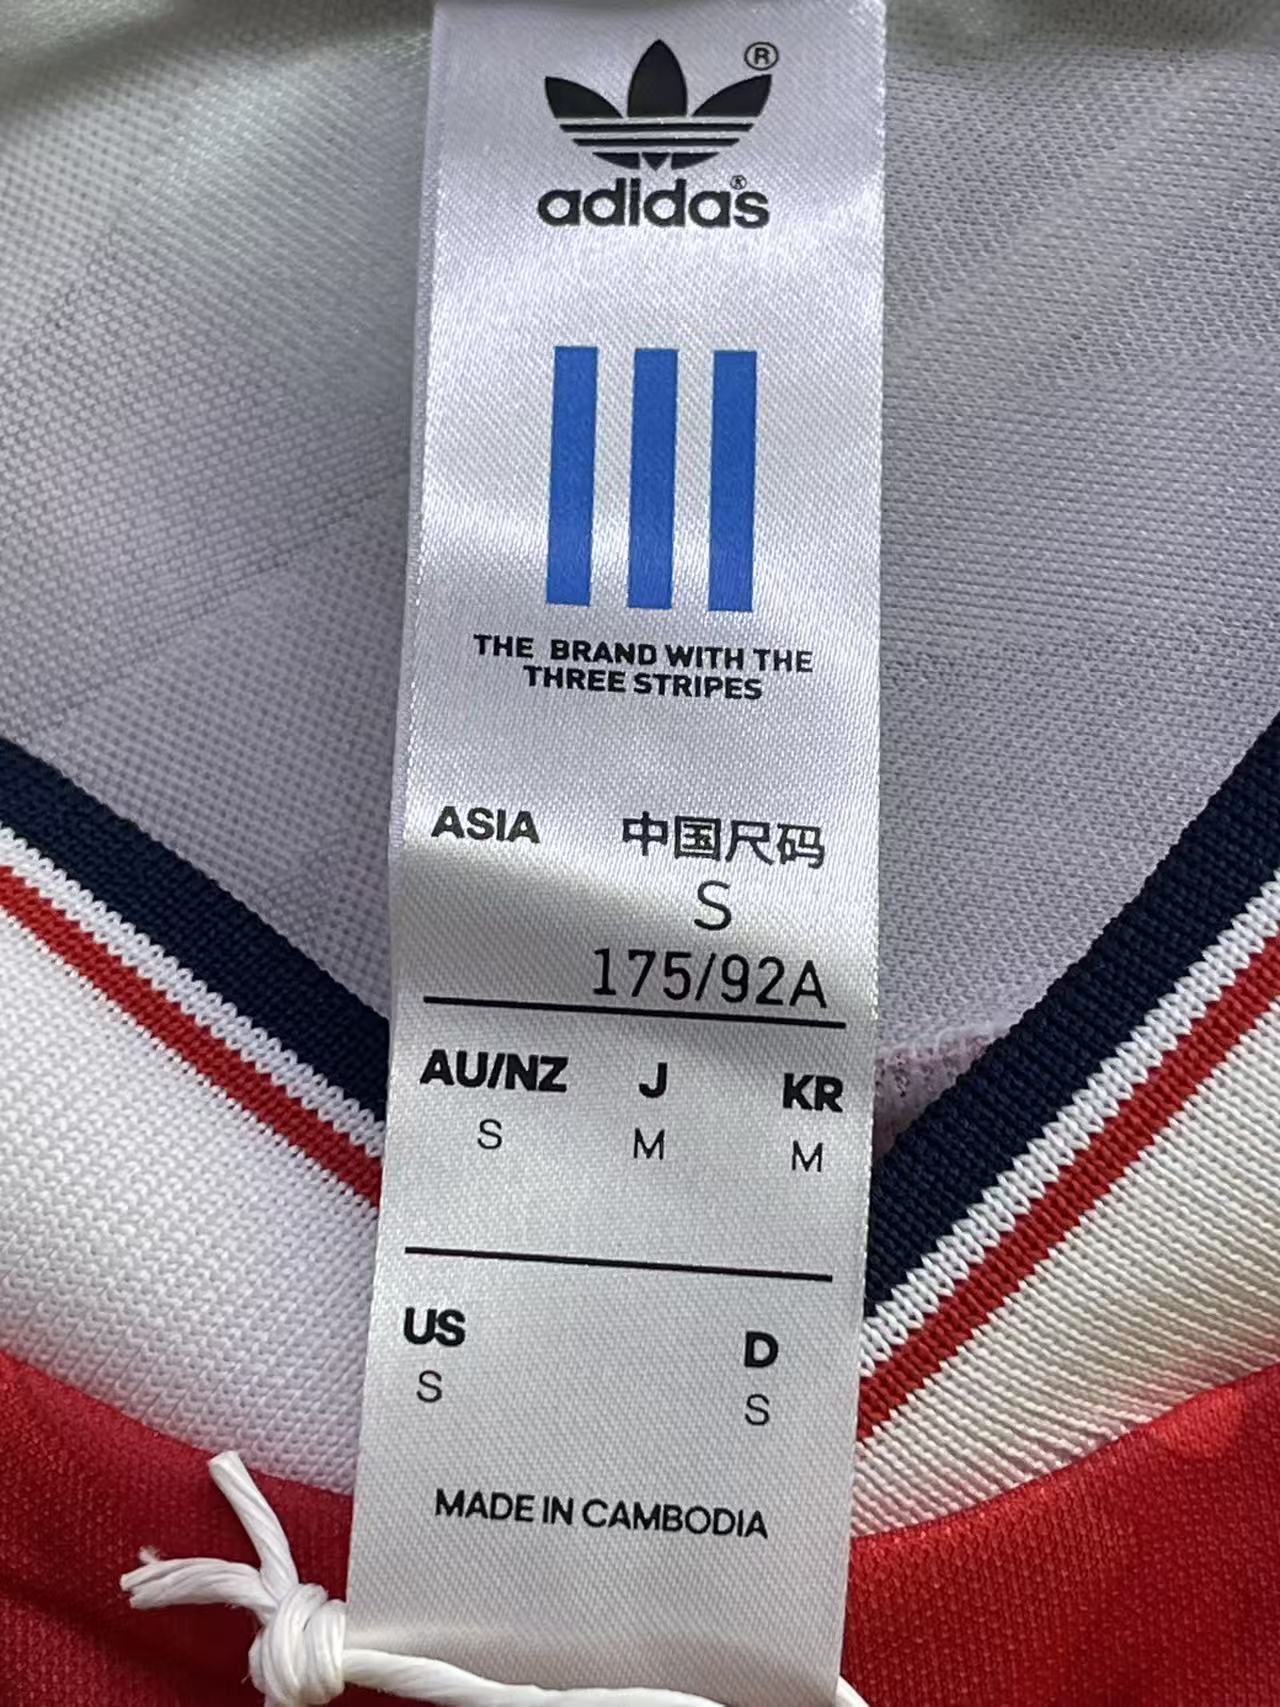 ®
adidas®
THE BRAND WITH THE
THREE STRIPES
ASIA 中国尺码
S
175/92A
AU/NZ J KR
S M M
US D
S S
MADE IN CAMBODIA